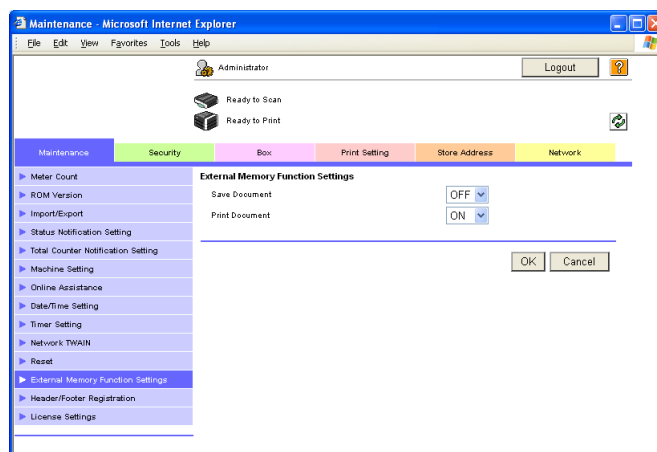 Maintenance - Microsoft Internet Explorer
File Edit View Favorites Tools Help
Administrator
Logout
?
Ready to Scan
Ready to Print
Maintenance Security Box Print Setting Store Address Network
Meter Count
ROM Version
Import/Export
Status Notification Setting
Total Counter Notification Setting
Machine Setting
Online Assistance
Date/Time Setting
Timer Setting
Network TWAIN
Reset
External Memory Function Settings
Header/Footer Registration
License Settings
External Memory Function Settings
Save Document OFF
Print Document ON
OK Cancel